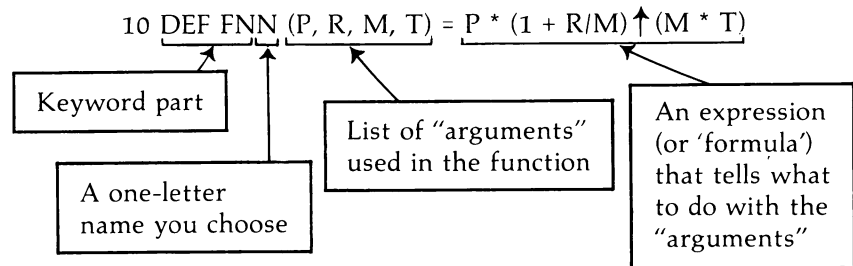 10 DEF FNN (P, R, M, T) = P * (1 + R/M) ↑ (M * T)
Keyword part
A one-letter
name you choose
List of "arguments"
used in the function
An expression
(or 'formula')
that tells what
to do with the
"arguments"